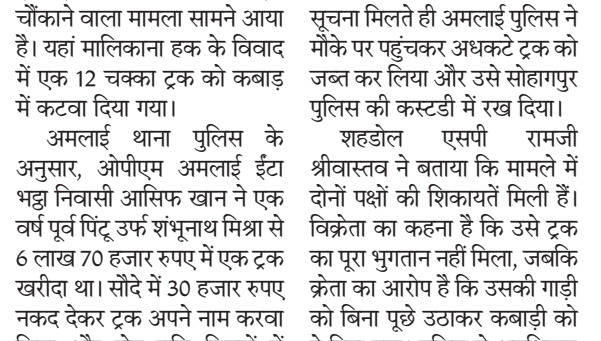 चौंकाने वाला मामला सामने आया
है। यहां मालिकाना हक के विवाद
में एक 12 चक्का ट्रक को कबाड़
में कटवा दिया गया।
अमलाई थाना पुलिस के
अनुसार, ओपीएम अमलाई ईंटा
भट्ठा निवासी आसिफ खान ने एक
वर्ष पूर्व पिंटू उर्फ शंभूनाथ मिश्रा से
6 लाख 70 हजार रुपए में एक ट्रक
खरीदा था। सौदे में 30 हजार रुपए
नकद देकर ट्रक अपने नाम करवा
सूचना मिलते ही अमलाई पुलिस ने
मौके पर पहुंचकर अधकटे ट्रक को
जब्त कर लिया और उसे सोहागपुर
पुलिस की कस्टडी में रख दिया।
शहडोल एसपी रामजी
श्रीवास्तव ने बताया कि मामले में
दोनों पक्षों की शिकायतें मिली हैं।
विक्रेता का कहना है कि उसे ट्रक
का पूरा भुगतान नहीं मिला, जबकि
क्रेता का आरोप है कि उसकी गाड़ी
को बिना पूछे उठाकर कबाड़ी को